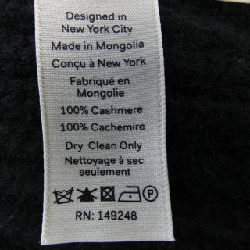 Designed in
New York City
Made in Mongolia
Conçu à New York
Fabriqué en
Mongolie
100% Cashmere
100% Cachemire
Dry Clean Only
Nettoyage à sec
seulement
P
RN: 149248